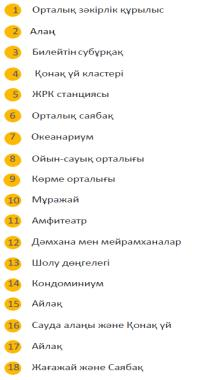 1 Орталық зәкірлік құрылыс
2 Алаң
3 Билейтін субұрқақ
4 Қонақ үй кластері
5 ЖРК станциясы
6 Орталық саябақ
7 Океанариум
8 Ойын-сауық орталығы
9 Көрме орталығы
10 Мұражай
11 Амфитеатр
12 Дәмхана мен мейрамханалар
13 Шолу дөңгелегі
14 Кондоминиум
15 Айлақ
16 Сауда алаңы және Қонақ үй
17 Айлақ
18 Жағажай және Саябақ